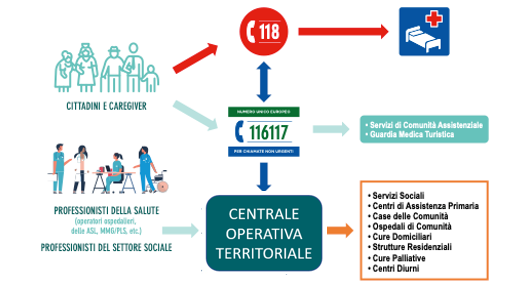 118
CITTADINI E CAREGIVER
NUMERO UNICO EUROPEO
116117
PER CHIAMATE NON URGENTI
• Servizi di Comunità Assistenziale
• Guardia Medica Turistica
PROFESSIONISTI DELLA SALUTE
(operatori ospedalieri,
delle ASL, MMG/PLS, etc.)
PROFESSIONISTI DEL SETTORE SOCIALE
CENTRALE
OPERATIVA
TERRITORIALE
• Servizi Sociali
• Centri di Assistenza Primaria
• Case delle Comunità
• Ospedali di Comunità
• Cure Domiciliari
• Strutture Residenziali
• Cure Palliative
• Centri Diurni